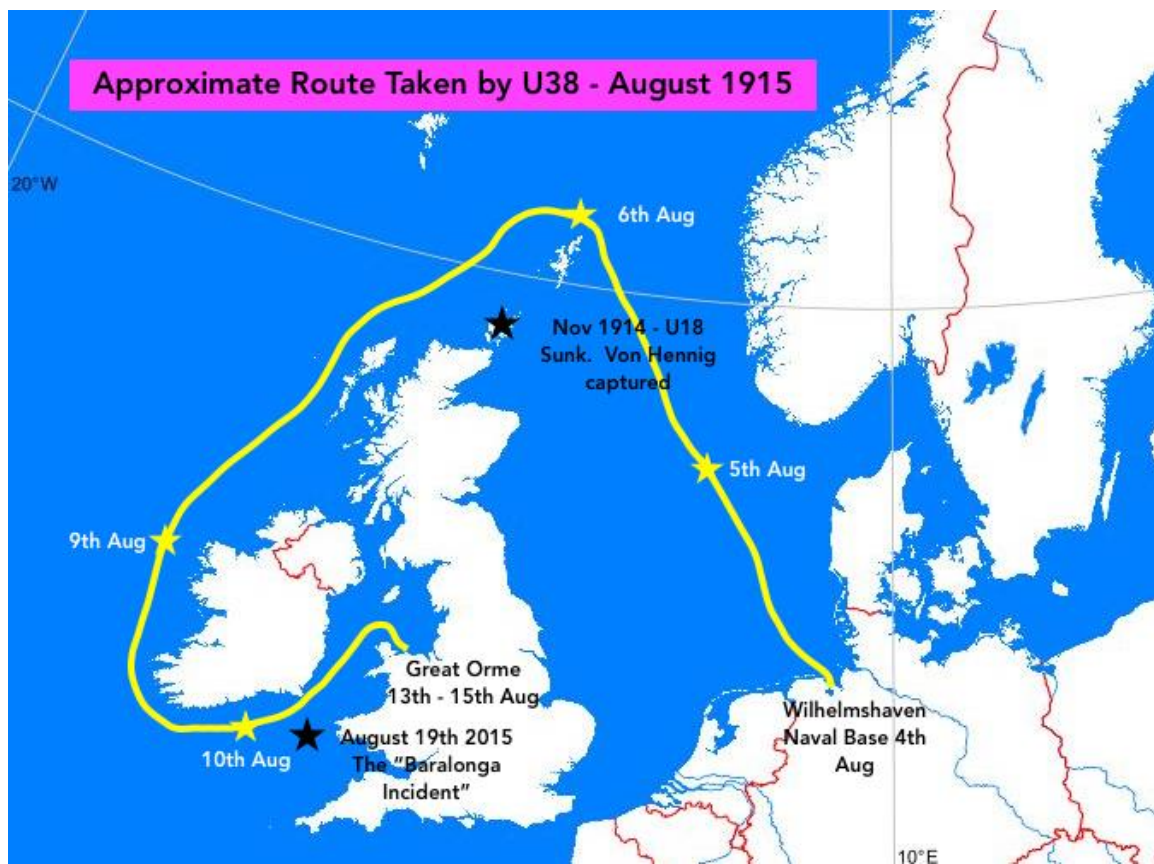 Approximate Route Taken by U38 - August 1915
20°W
6th Aug
Nov 1914 - U18
Sunk. Von Hennig
captured
5th Aug
9th Aug
Great Orme
13th - 15th Aug
Wilhelmshaven
Naval Base 4th
Aug
10th Aug
August 19th 2015
The "Baralonga
Incident"
10°E